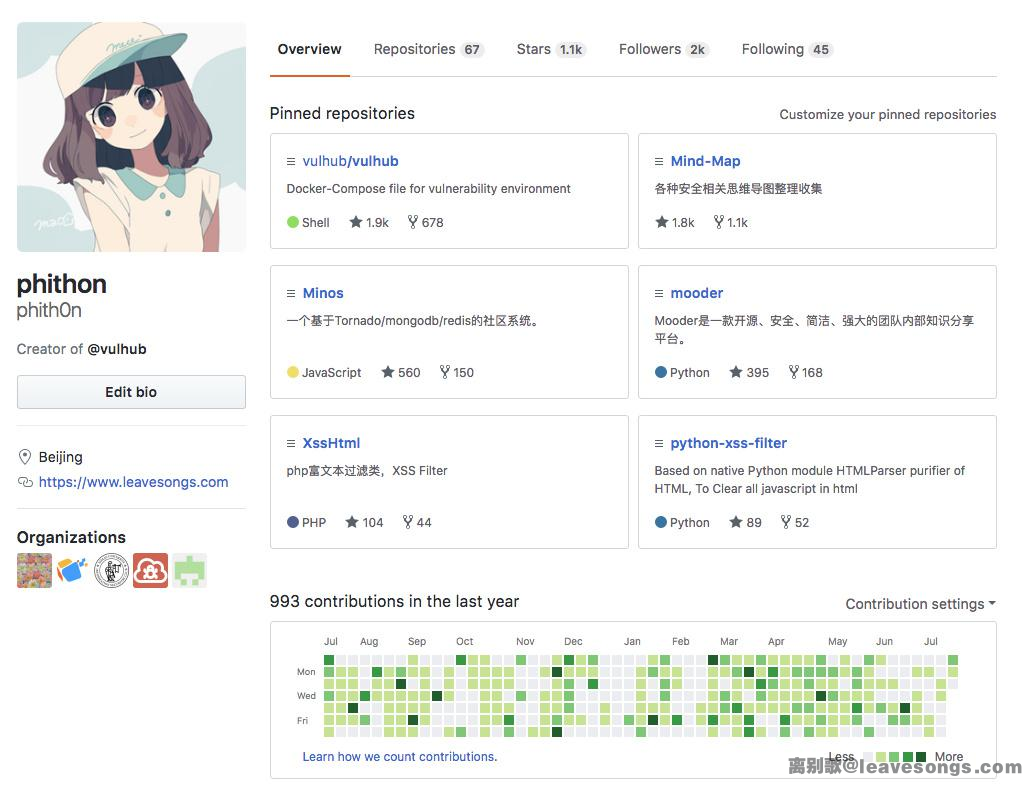 Overview Repositories 67 Stars 1.1k Followers 2k Following 45
phithon
phith0n
Creator of @vulhub
Edit bio
Beijing
https://www.leavesongs.com
Organizations
Pinned repositories
Customize your pinned repositories
vulhub/vulhub
Docker-Compose file for vulnerability environment
Shell 1.9k 678
Mind-Map
各种安全相关思维导图整理收集
1.8k 1.1k
Minos
一个基于Tornado/mongodb/redis的社区系统。
JavaScript 560 150
mooder
Mooder是一款开源、安全、简洁、强大的团队内部知识分享
平台。
Python 395 168
XssHtml
php富文本过滤类，XSS Filter
PHP 104 44
python-xss-filter
Based on native Python module HTMLParser purifier of
HTML, To Clear all javascript in html
Python 89 52
993 contributions in the last year
Contribution settings
Jul Aug Sep Oct Nov Dec Jan Feb Mar Apr May Jun Jul
Mon
Wed
Fri
Learn how we count contributions.
Less More
离别歌@leavesongs.com